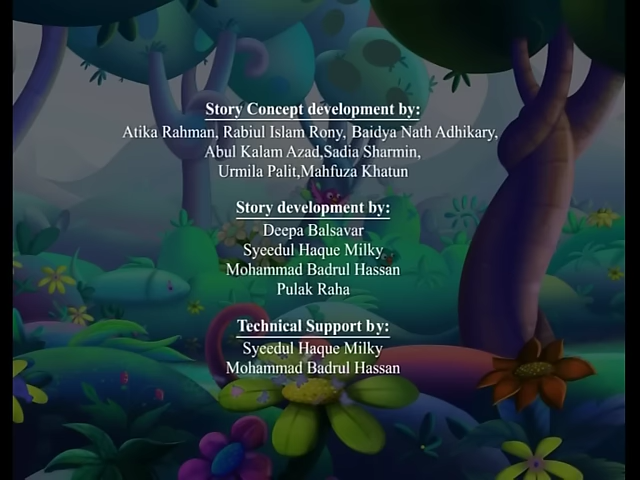 Story Concept development by:
Atika Rahman, Rabiul Islam Rony, Baidya Nath Adhikary,
Abul Kalam Azad,Sadia Sharmin,
Urmila Palit,Mahfuza Khatun
Story development by:
Deepa Balsavar
Syeedul Haque Milky
Mohammad Badrul Hassan
Pulak Raha
Technical Support by:
Syeedul Haque Milky
Mohammad Badrul Hassan